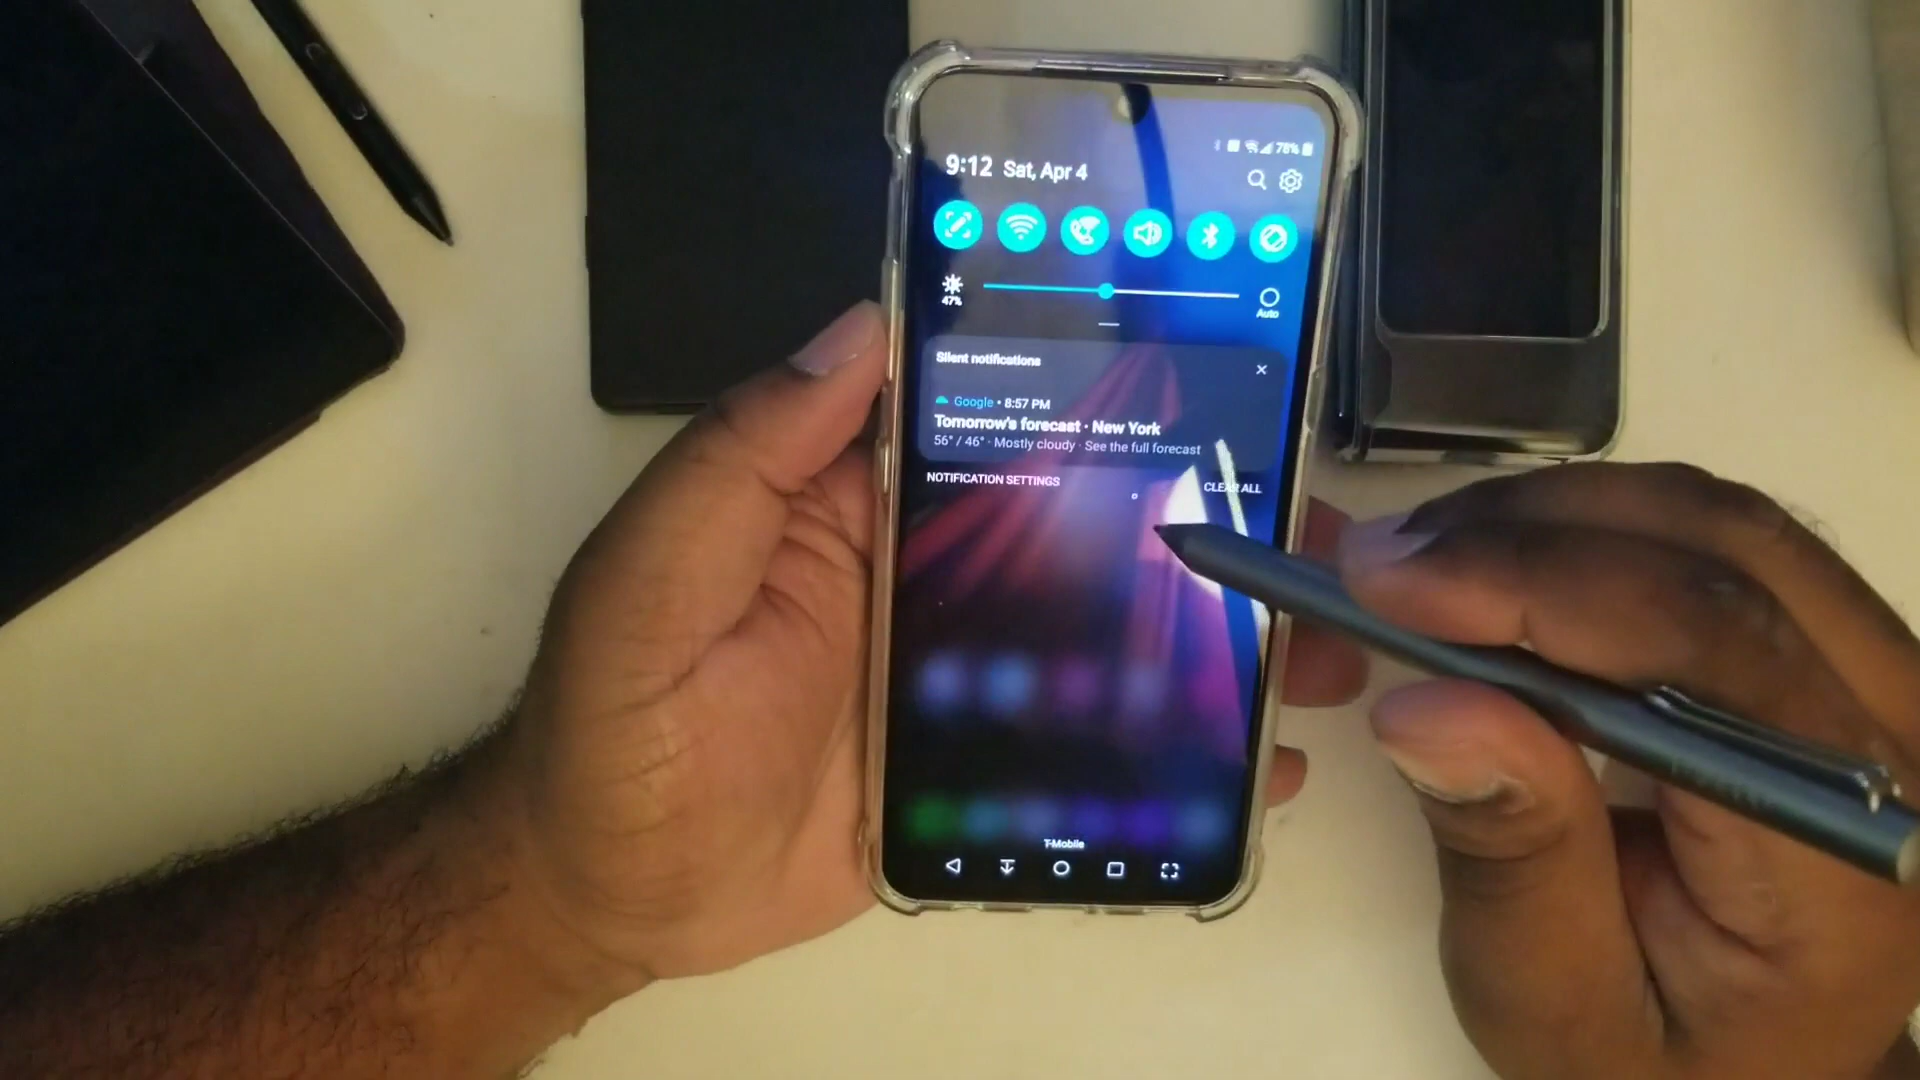 78%
9:12 Sat, Apr 4
47%
Auto
Silent notifications
Google • 8:57 PM
Tomorrow's forecast · New York
56° / 46° · Mostly cloudy · See the full forecast
NOTIFICATION SETTINGS
CLEAR ALL
T-Mobile